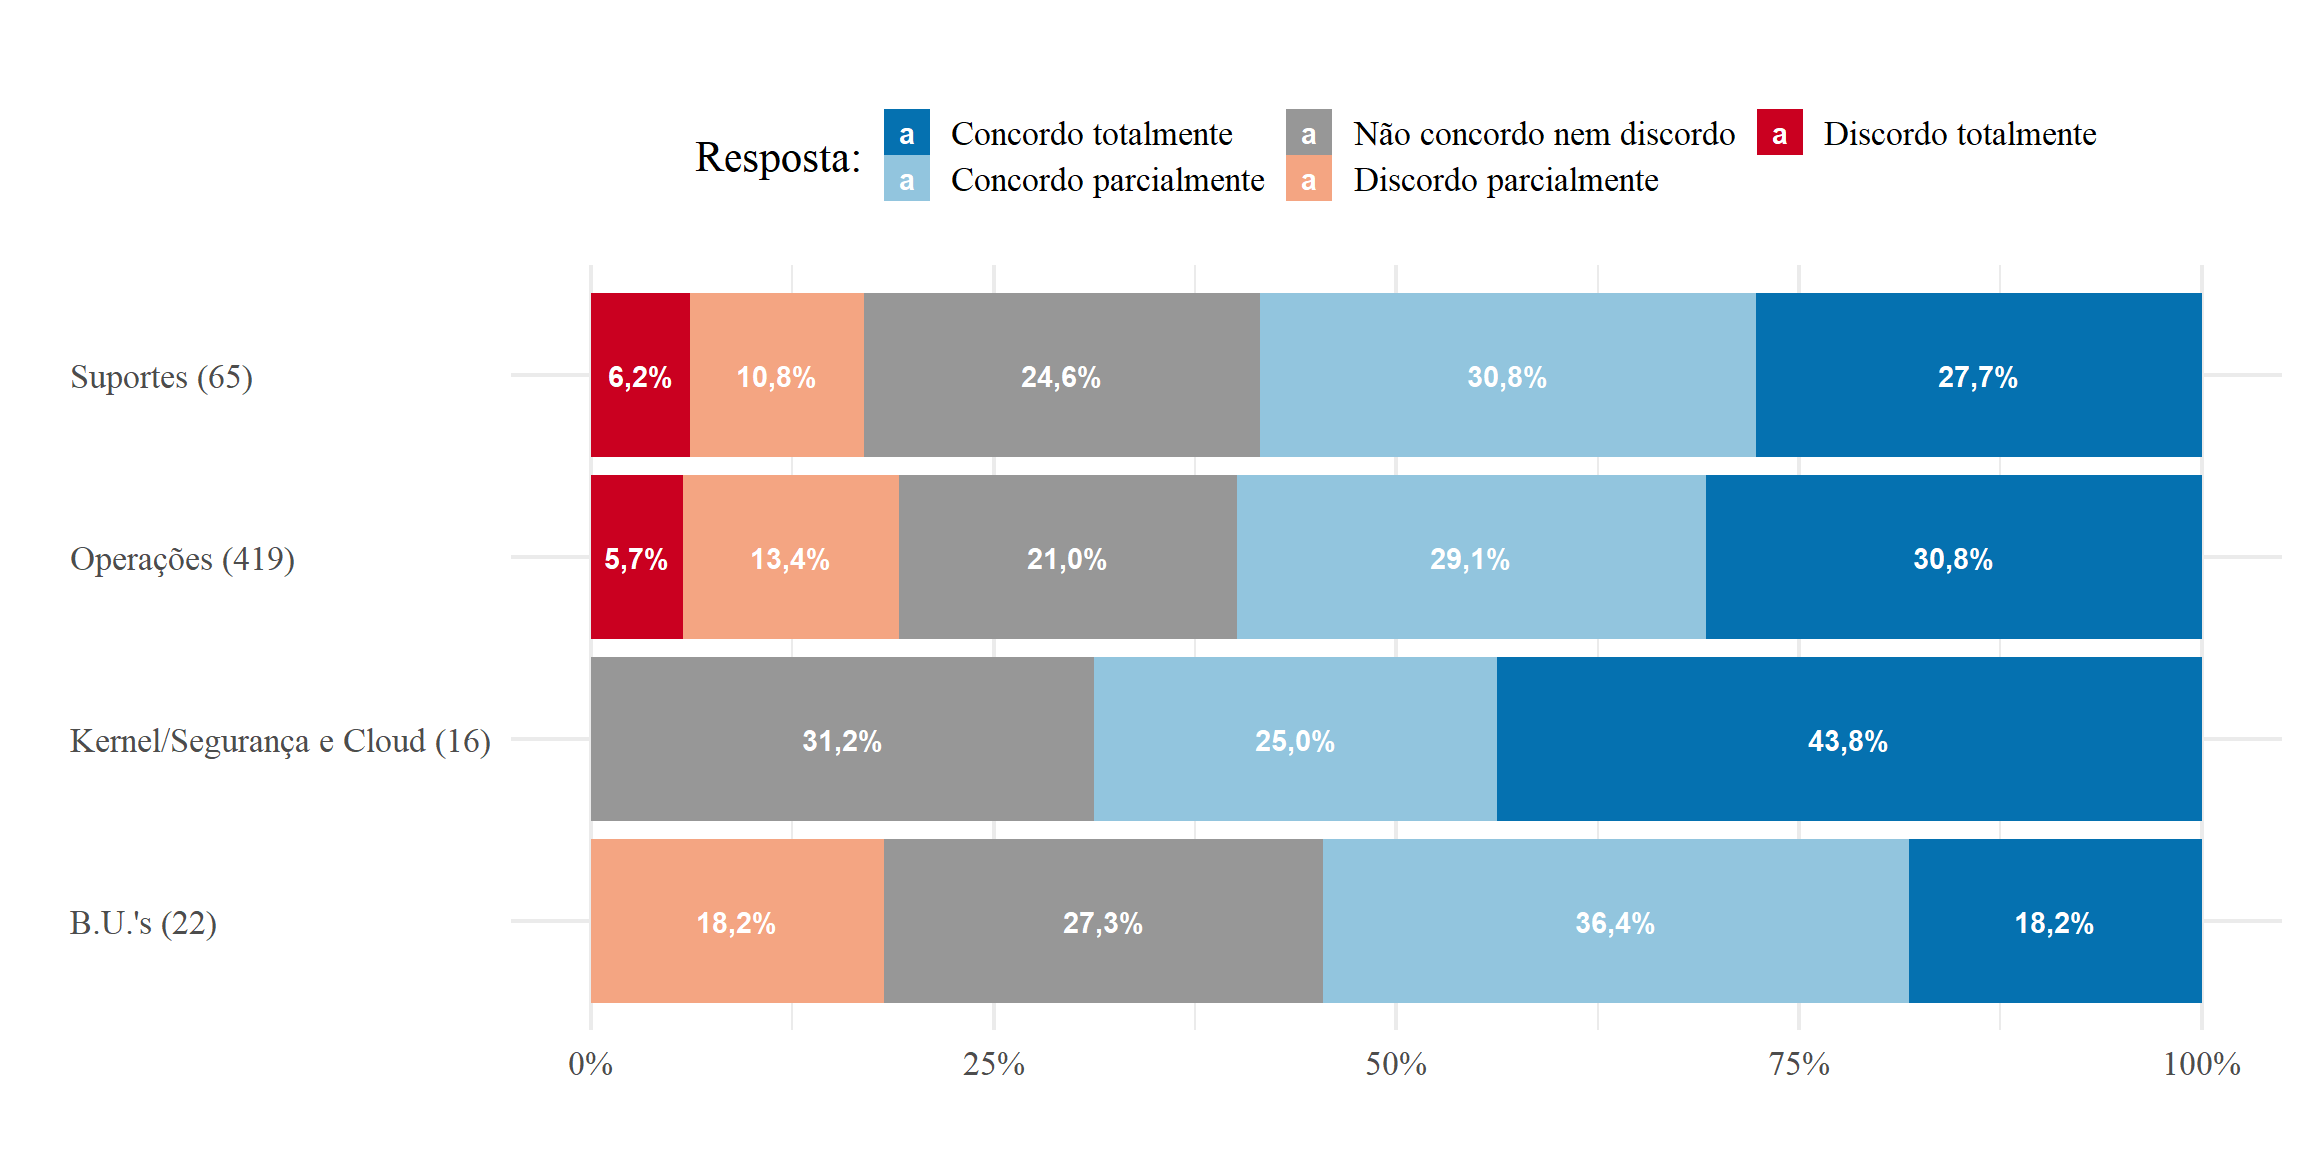 Resposta:
a Concordo totalmente
a Não concordo nem discordo
a Discordo totalmente
a Concordo parcialmente
a Discordo parcialmente
Suportes (65)
6,2% 10,8% 24,6% 30,8% 27,7%
Operações (419)
5,7% 13,4% 21,0% 29,1% 30,8%
Kernel/Segurança e Cloud (16)
31,2% 25,0% 43,8%
B.U.'s (22)
18,2% 27,3% 36,4% 18,2%
0% 25% 50% 75% 100%